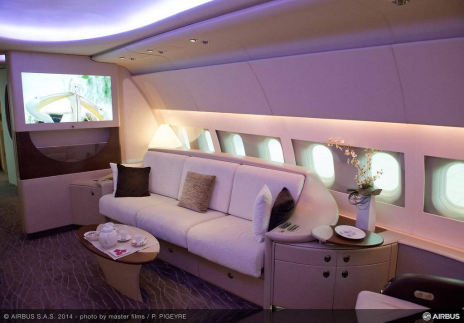 © AIRBUS S.A.S. 2014 - photo by master films / P. PIGEYRE
AIRBUS